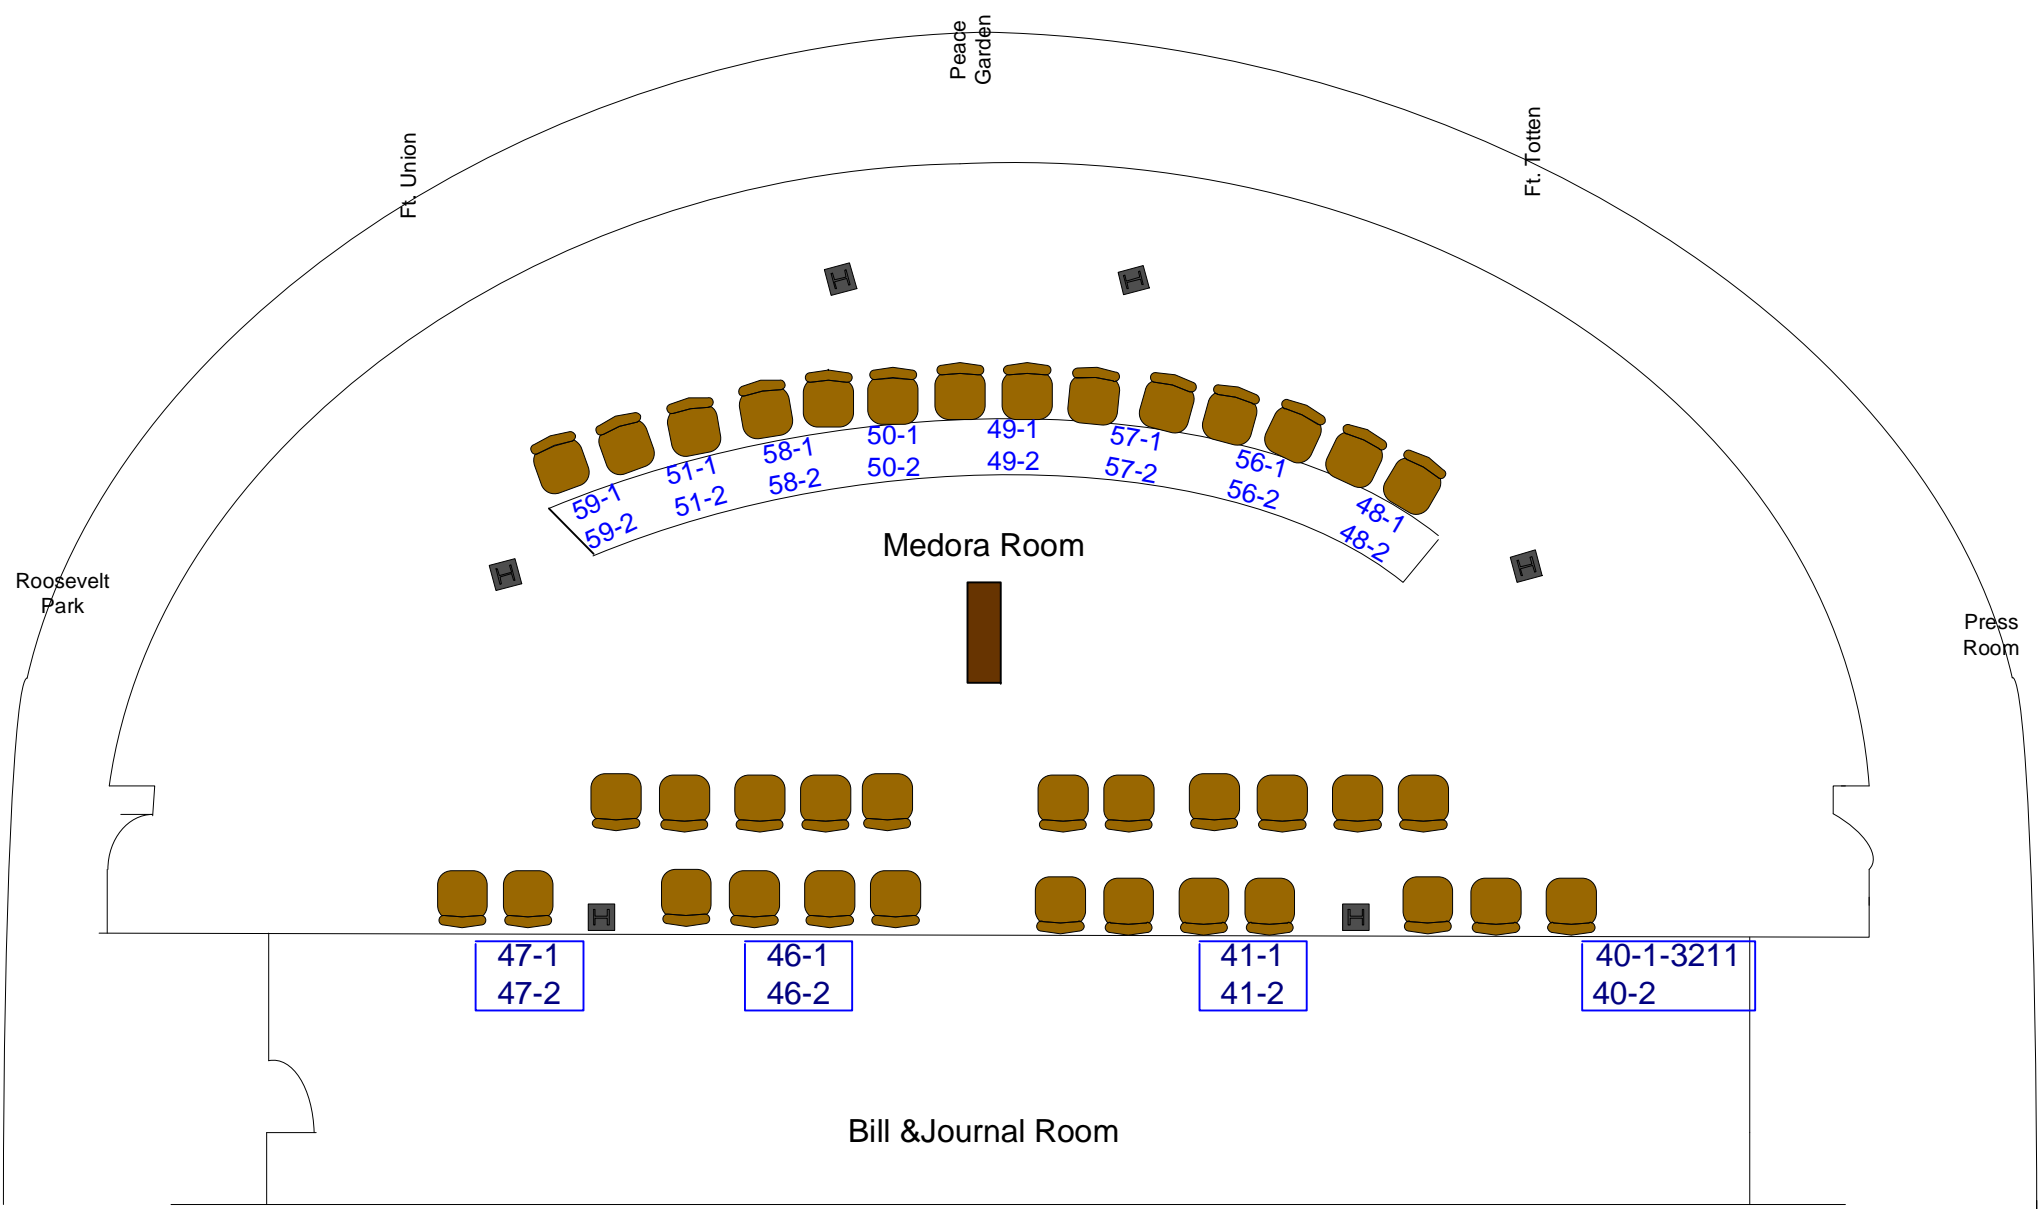 Peace
Garden
Ft. Union
Ft. Totten
H
H
59-1
59-2
51-1
51-2
58-1
58-2
50-1
50-2
49-1
49-2
57-1
57-2
56-1
56-2
48-1
48-2
Medora Room
H
H
Roosevelt
Park
Press
Room
H
H
47-1
47-2
46-1
46-2
41-1
41-2
40-1-3211
40-2
Bill &Journal Room